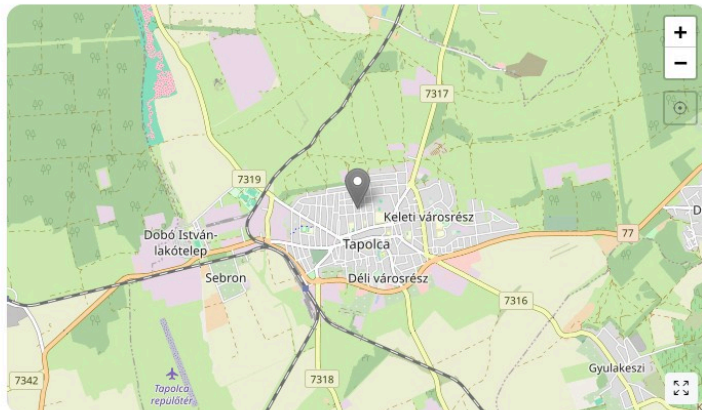 +
−
7317
7319
Keleti városrész
Dobó István-
lakótelep
Tapolca
77
Sebron
Déli városrész
7316
Gyulakeszi
7342
Tapolca
repülőtér
7318